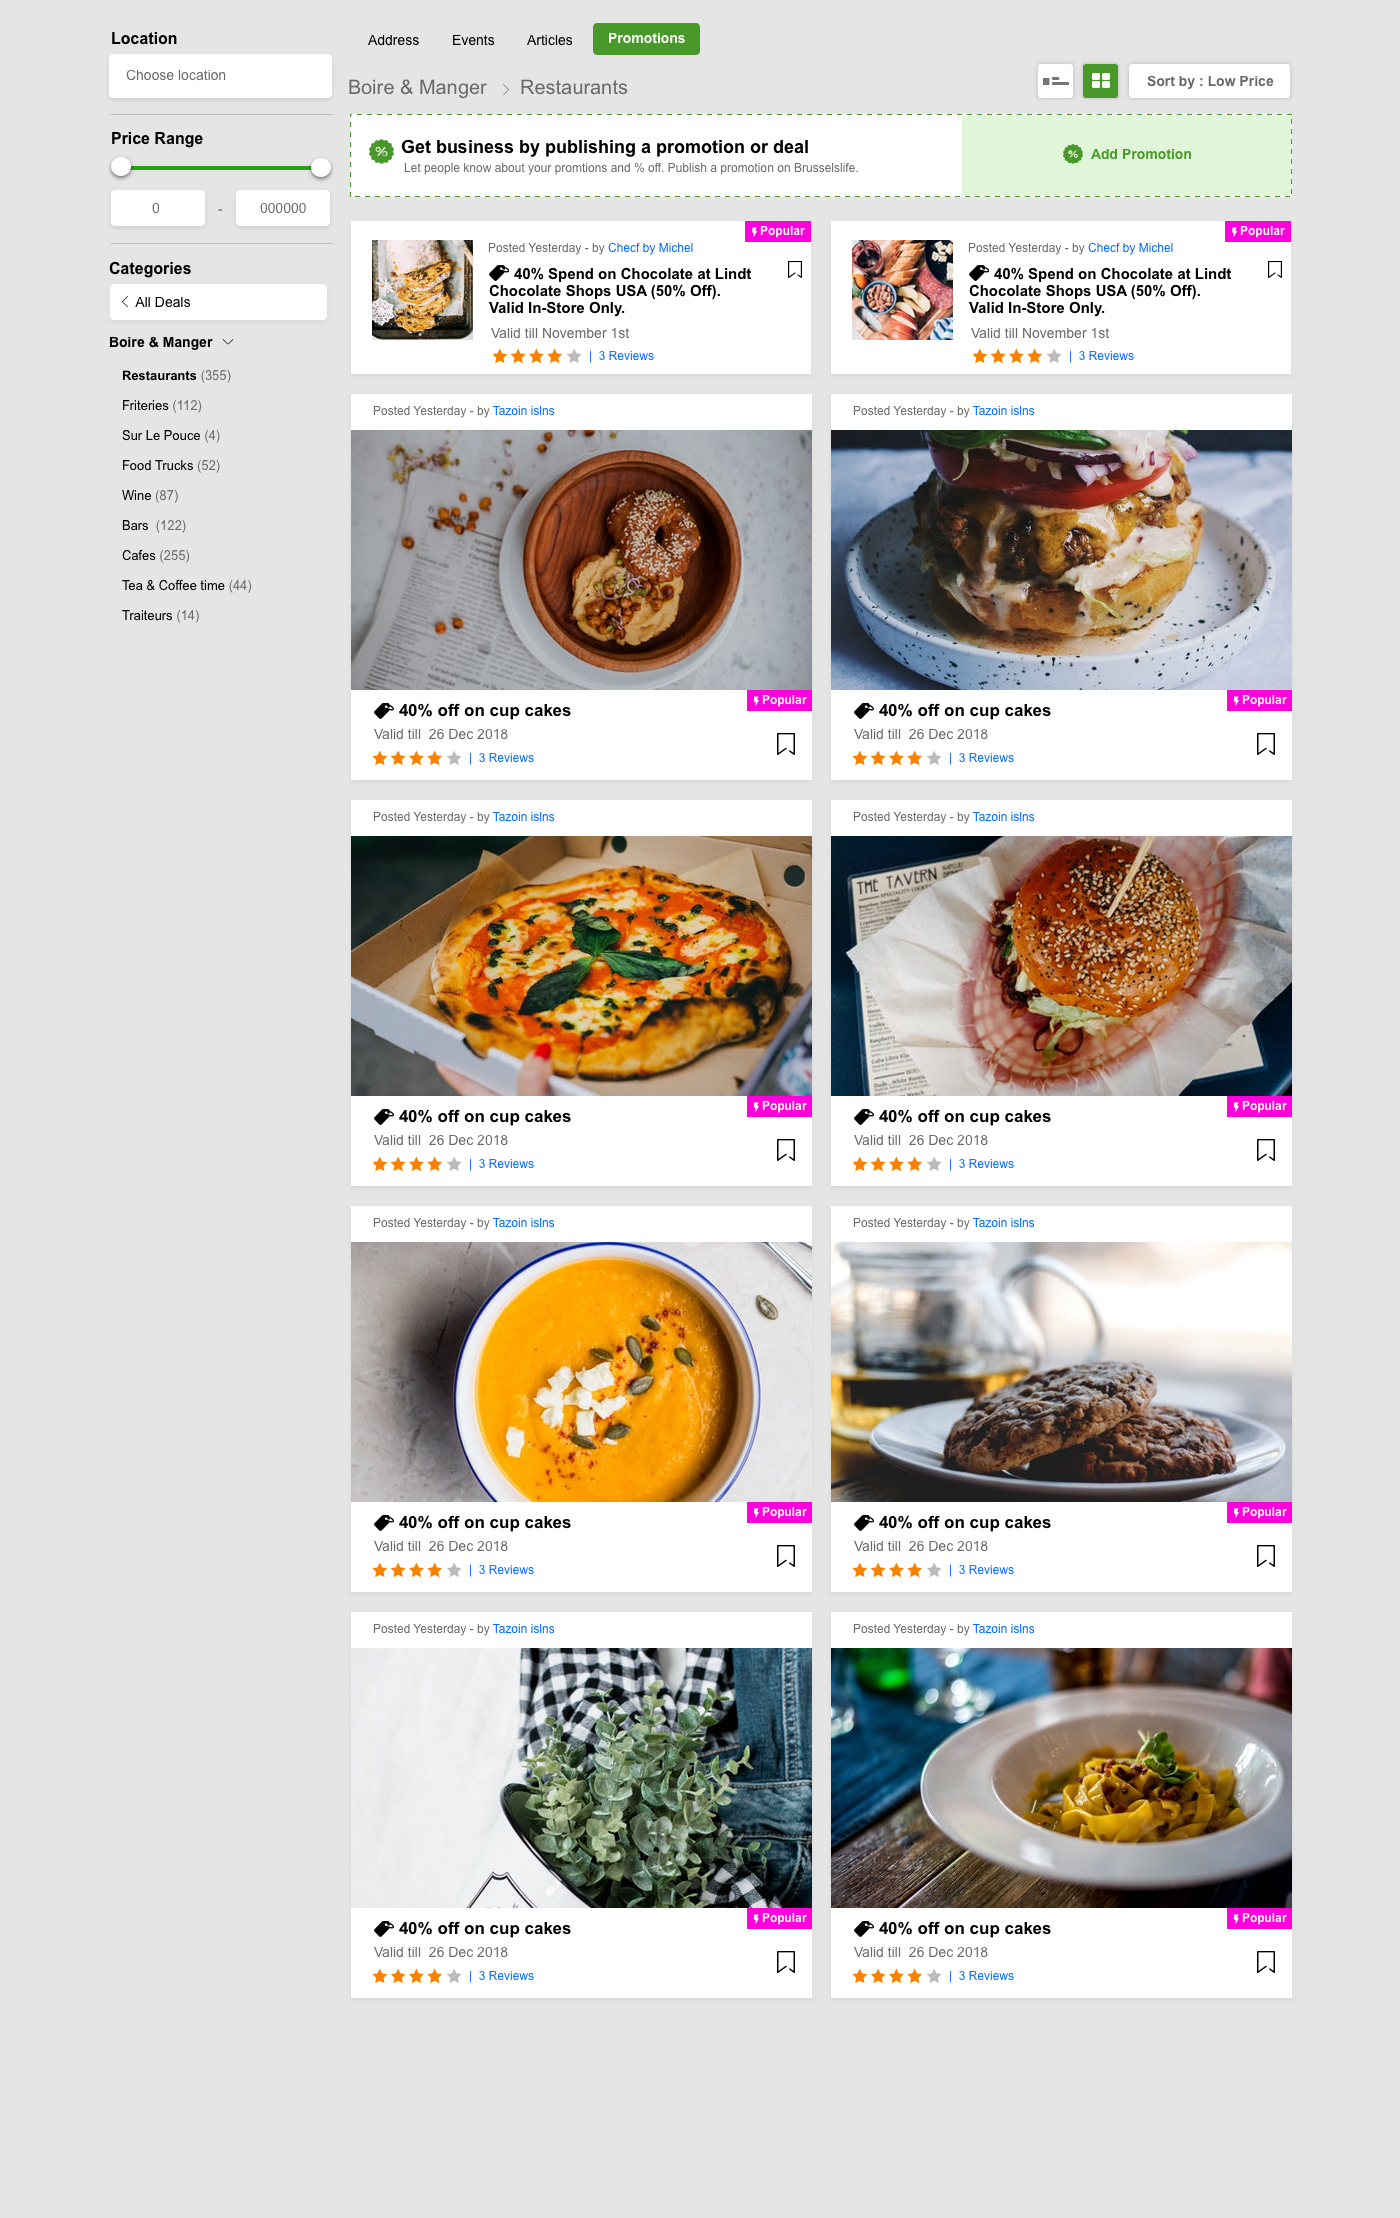 Location
Choose location
Price Range
0 - 000000
Categories
All Deals
Boire & Manger
Restaurants (355)
Friteries (112)
Sur Le Pouce (4)
Food Trucks (52)
Wine (87)
Bars (122)
Cafes (255)
Tea & Coffee time (44)
Traiteurs (14)
Address Events Articles Promotions
Boire & Manger Restaurants
Sort by : Low Price
Get business by publishing a promotion or deal
Let people know about your promtions and % off. Publish a promotion on Brusselslife.
% Add Promotion
Popular
Posted Yesterday - by Checf by Michel
40% Spend on Chocolate at Lindt
Chocolate Shops USA (50% Off).
Valid In-Store Only.
Valid till November 1st
| 3 Reviews
Popular
Posted Yesterday - by Checf by Michel
40% Spend on Chocolate at Lindt
Chocolate Shops USA (50% Off).
Valid In-Store Only.
Valid till November 1st
| 3 Reviews
Posted Yesterday - by Tazoin islns
Popular
40% off on cup cakes
Valid till 26 Dec 2018
| 3 Reviews
Posted Yesterday - by Tazoin islns
Popular
40% off on cup cakes
Valid till 26 Dec 2018
| 3 Reviews
Posted Yesterday - by Tazoin islns
Popular
40% off on cup cakes
Valid till 26 Dec 2018
| 3 Reviews
Posted Yesterday - by Tazoin islns
THE TAVERN
Popular
40% off on cup cakes
Valid till 26 Dec 2018
| 3 Reviews
Posted Yesterday - by Tazoin islns
Popular
40% off on cup cakes
Valid till 26 Dec 2018
| 3 Reviews
Posted Yesterday - by Tazoin islns
Popular
40% off on cup cakes
Valid till 26 Dec 2018
| 3 Reviews
Posted Yesterday - by Tazoin islns
Popular
40% off on cup cakes
Valid till 26 Dec 2018
| 3 Reviews
Posted Yesterday - by Tazoin islns
Popular
40% off on cup cakes
Valid till 26 Dec 2018
| 3 Reviews